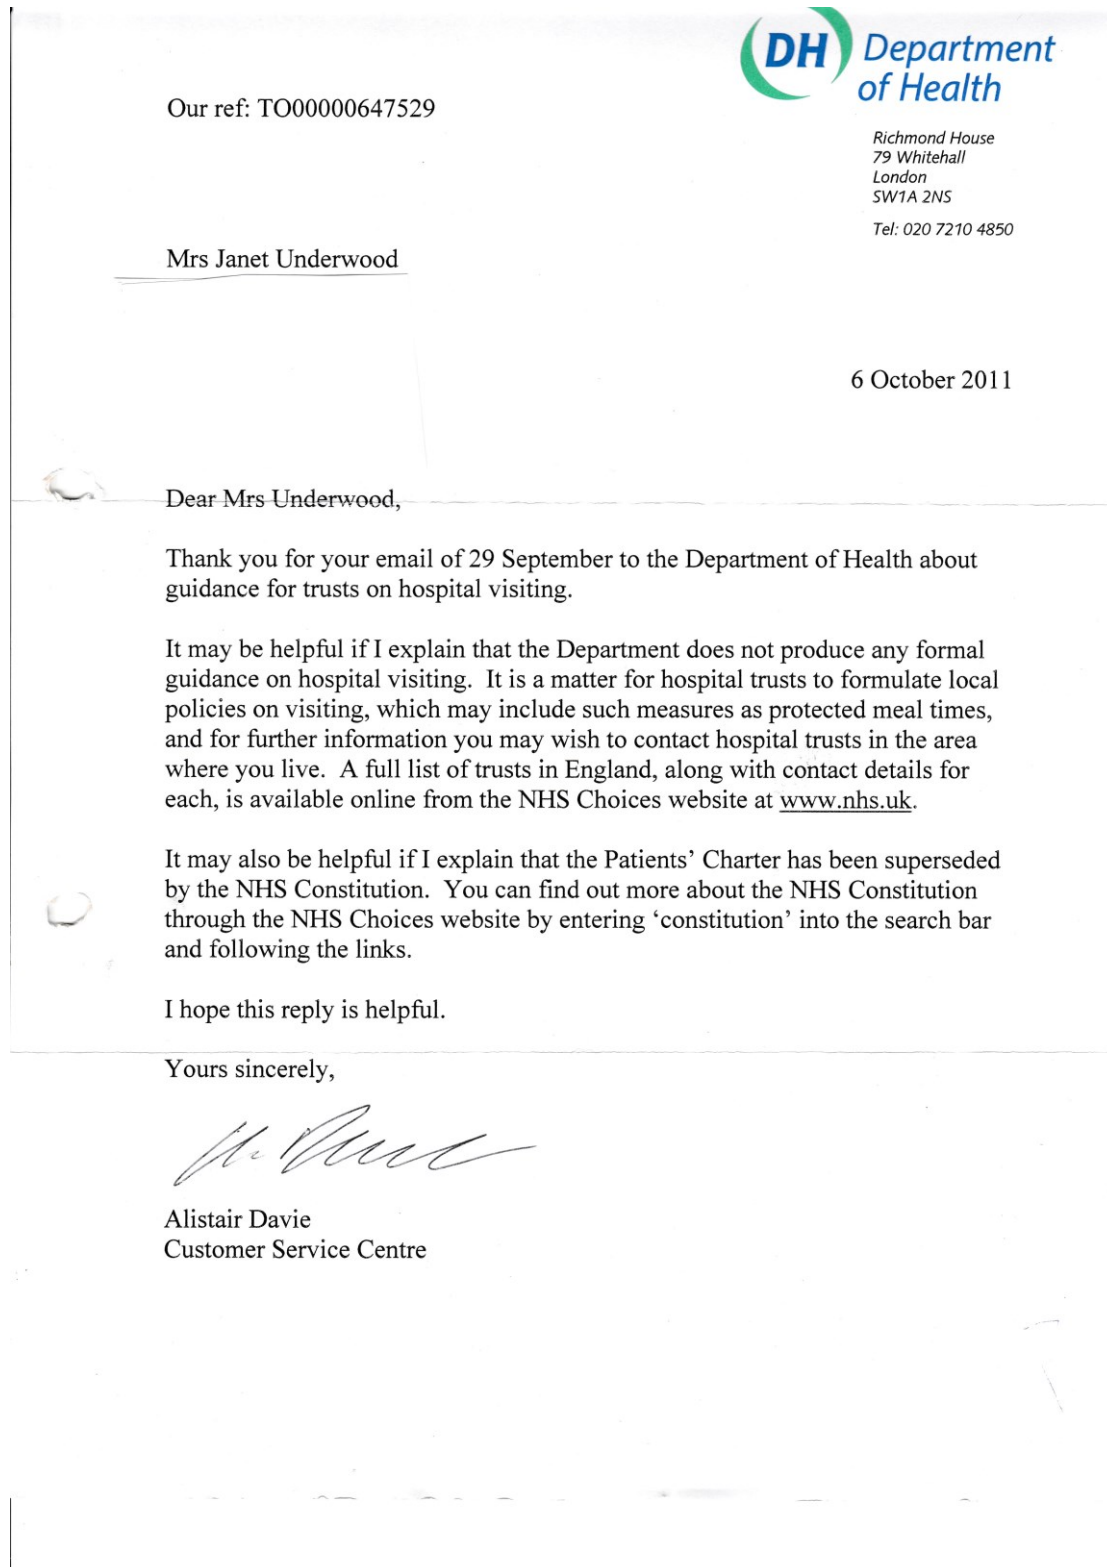 DH Department
of Health
Our ref: TO00000647529
Richmond House
79 Whitehall
London
SW1A 2NS
Tel: 020 7210 4850
Mrs Janet Underwood
6 October 2011
Dear Mrs Underwood,
Thank you for your email of 29 September to the Department of Health about
guidance for trusts on hospital visiting.
It may be helpful if I explain that the Department does not produce any formal
guidance on hospital visiting.  It is a matter for hospital trusts to formulate local
policies on visiting, which may include such measures as protected meal times,
and for further information you may wish to contact hospital trusts in the area
where you live.  A full list of trusts in England, along with contact details for
each, is available online from the NHS Choices website at www.nhs.uk.
It may also be helpful if I explain that the Patients’ Charter has been superseded
by the NHS Constitution.  You can find out more about the NHS Constitution
through the NHS Choices website by entering ‘constitution’ into the search bar
and following the links.
I hope this reply is helpful.
Yours sincerely,
Alistair Davie
Customer Service Centre